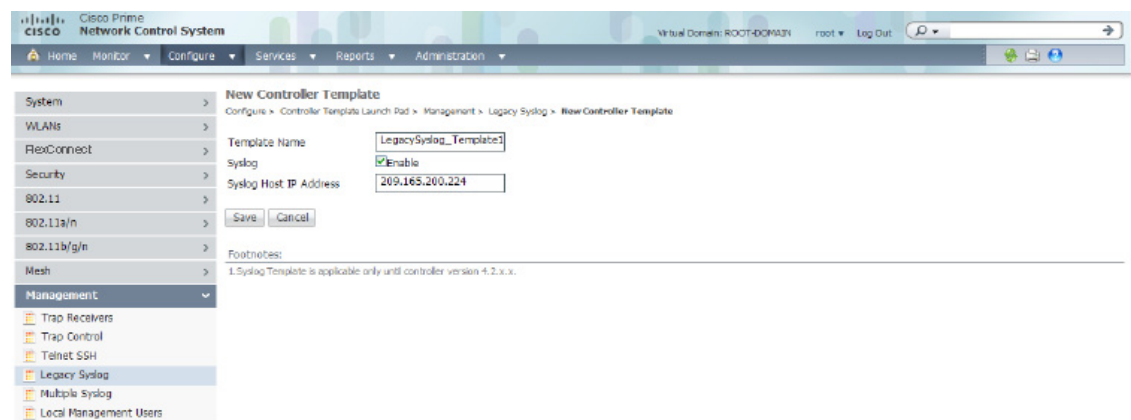 Cisco Prime
CISCO Network Control System
Virtual Domain: ROOT-DOMAIN root Log Out
Home Monitor Configure Services Reports Administration
System
WLANs
FlexConnect
Security
802.11
802.11a/n
802.11b/g/n
Mesh
Management
Trap Receivers
Trap Control
Telnet SSH
Legacy Syslog
Multiple Syslog
Local Management Users
New Controller Template
Configure > Controller Template Launch Pad > Management > Legacy Syslog > New Controller Template
Template Name LegacySyslog_Template1
Syslog Enable
Syslog Host IP Address 209.165.200.224
Save Cancel
Footnotes:
1.Syslog Template is applicable only until controller version 4.2.x.x.